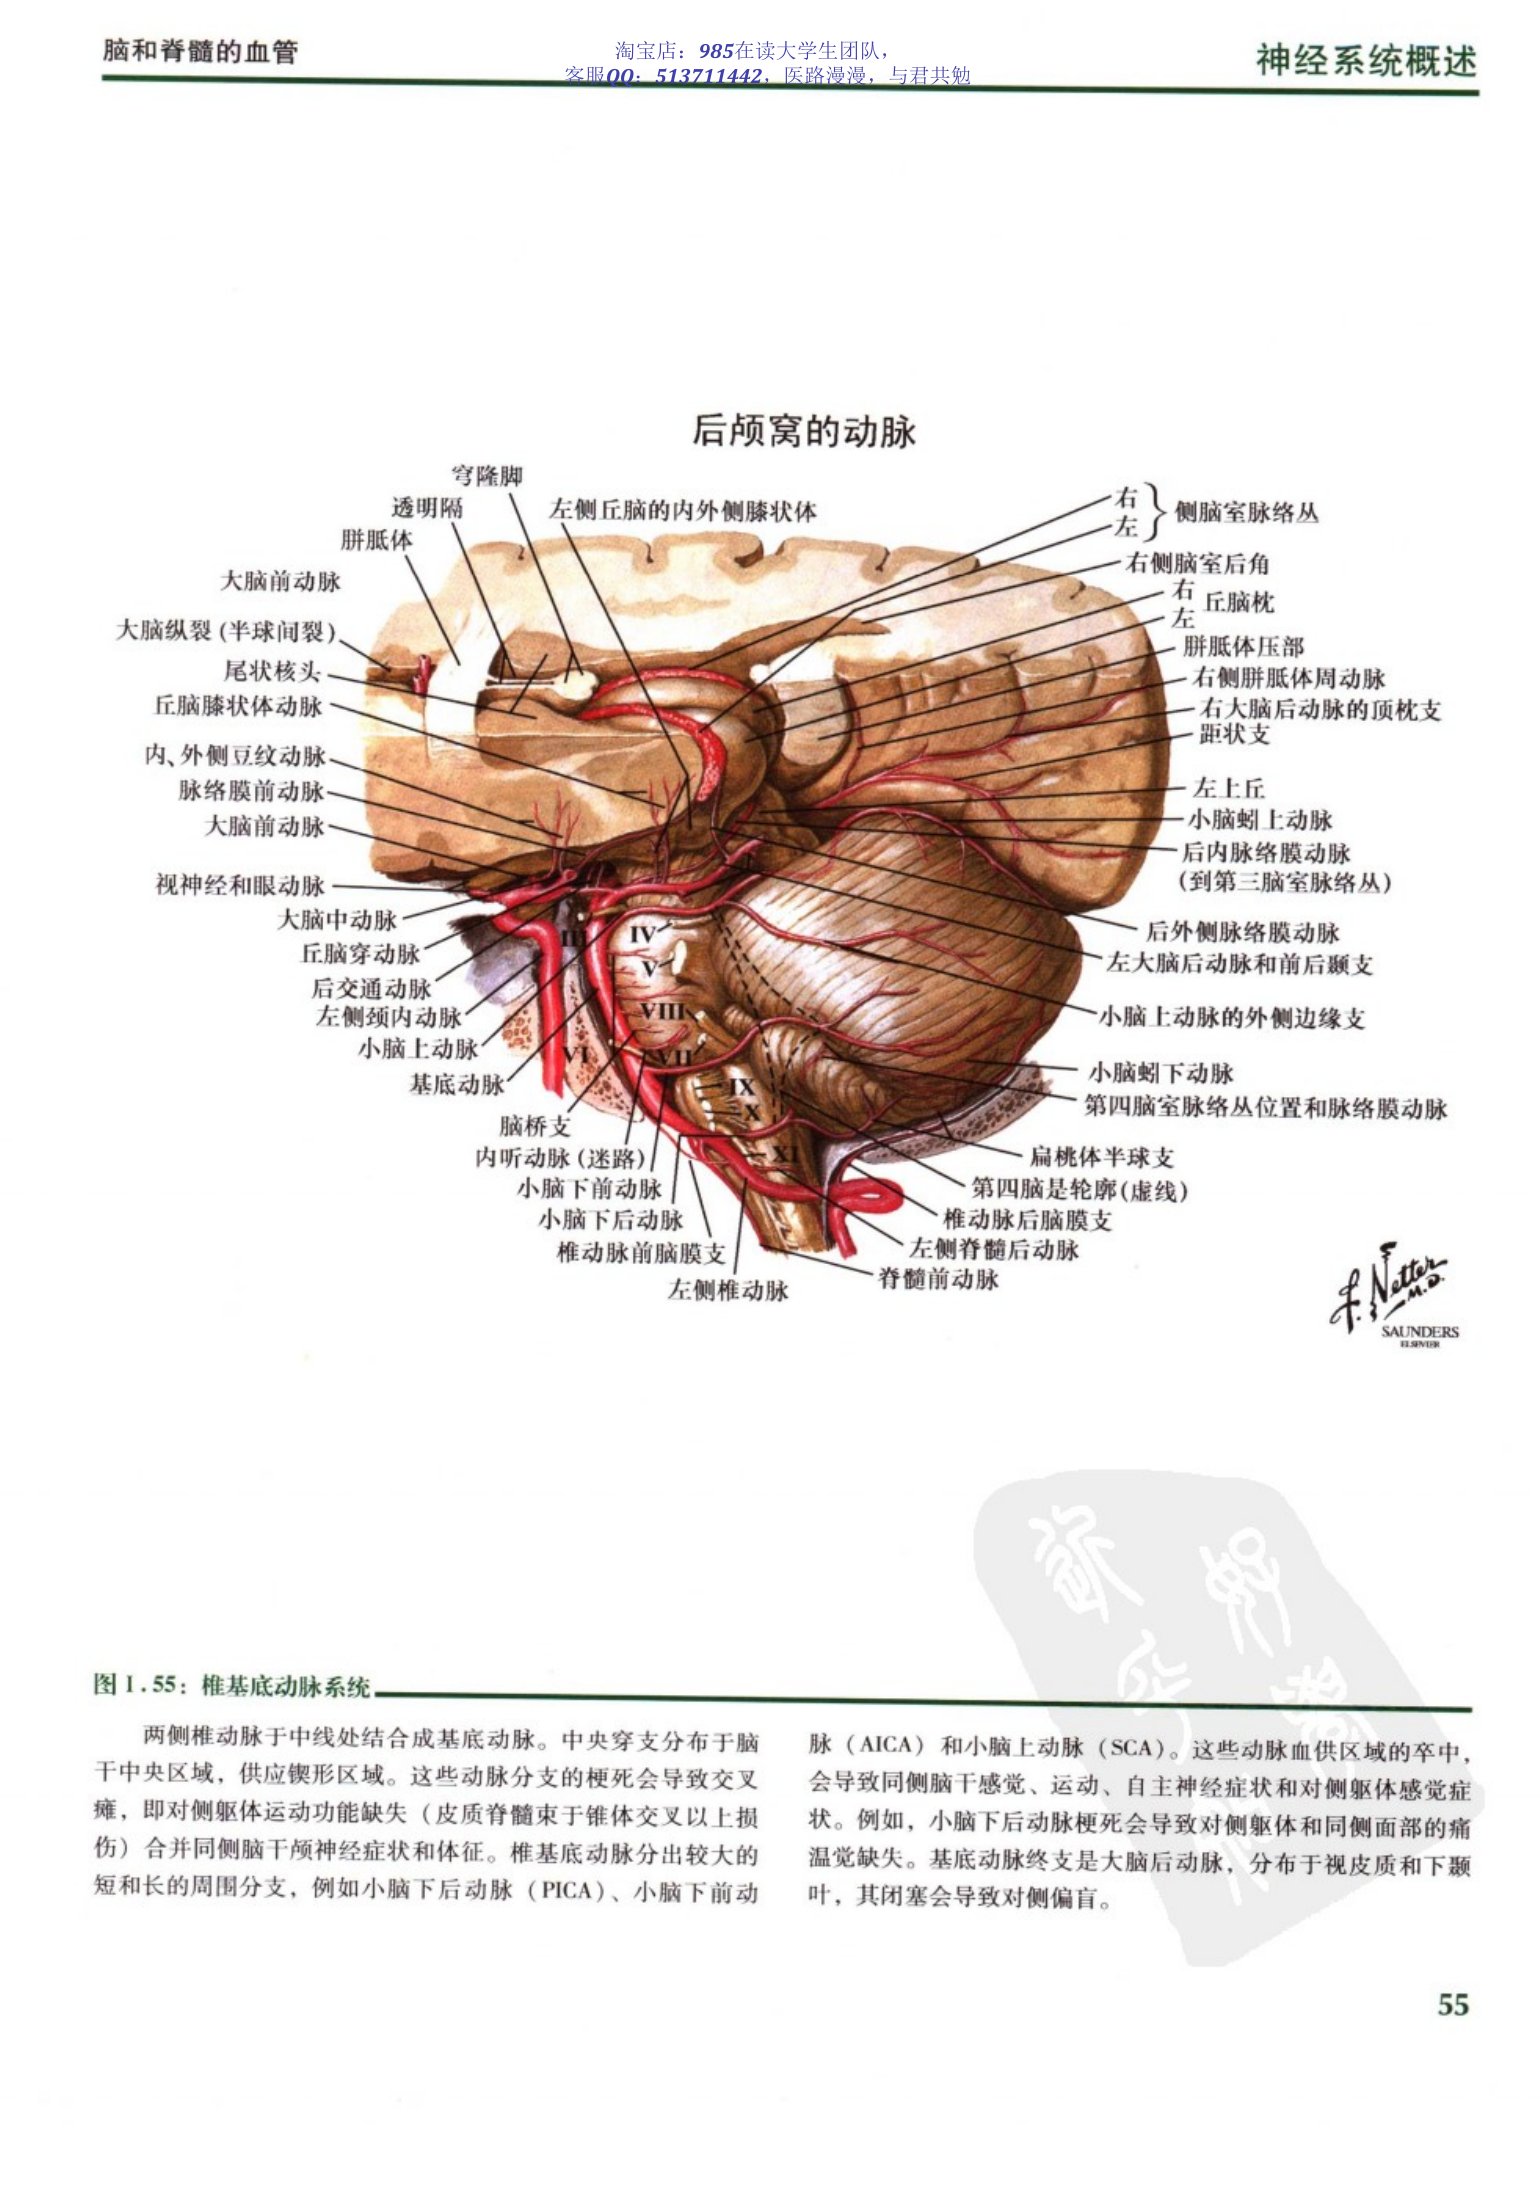 脑和脊髓的血管
淘宝店：985在读大学生团队，
客服QQ：513711442，医路漫漫，与君共勉
神经系统概述
后颅窝的动脉
穹隆脚
透明隔
左侧丘脑的内外侧膝状体
胼胝体
大脑前动脉
大脑纵裂(半球间裂)
尾状核头
丘脑膝状体动脉
内、外侧豆纹动脉
脉络膜前动脉
大脑前动脉
视神经和眼动脉
大脑中动脉
丘脑穿动脉
后交通动脉
左侧颈内动脉
小脑上动脉
基底动脉
脑桥支
内听动脉(迷路)
小脑下前动脉
小脑下后动脉
椎动脉前脑膜支
左侧椎动脉
右
左
侧脑室脉络丛
右侧脑室后角
右
左
丘脑枕
胼胝体压部
右侧胼胝体周动脉
右大脑后动脉的顶枕支
距状支
左上丘
小脑蚓上动脉
后内脉络膜动脉
(到第三脑室脉络丛)
后外侧脉络膜动脉
左大脑后动脉和前后颞支
小脑上动脉的外侧边缘支
小脑蚓下动脉
第四脑室脉络丛位置和脉络膜动脉
扁桃体半球支
第四脑是轮廓(虚线)
椎动脉后脑膜支
左侧脊髓后动脉
脊髓前动脉
III
IV
V
VIII
VI
VII
IX
X
XI
F. Netter
M.D.
SAUNDERS
ELSEVIER
图 I.55：椎基底动脉系统
两侧椎动脉于中线处结合成基底动脉。中央穿支分布于脑
干中央区域，供应锲形区域。这些动脉分支的梗死会导致交叉
瘫，即对侧躯体运动功能缺失（皮质脊髓束于锥体交叉以上损
伤）合并同侧脑干颅神经症状和体征。椎基底动脉分出较大的
短和长的周围分支，例如小脑下后动脉（PICA）、小脑下前动
脉（AICA）和小脑上动脉（SCA）。这些动脉血供区域的卒中，
会导致同侧脑干感觉、运动、自主神经症状和对侧躯体感觉症
状。例如，小脑下后动脉梗死会导致对侧躯体和同侧面部的痛
温觉缺失。基底动脉终支是大脑后动脉，分布于视皮质和下颞
叶，其闭塞会导致对侧偏盲。
55